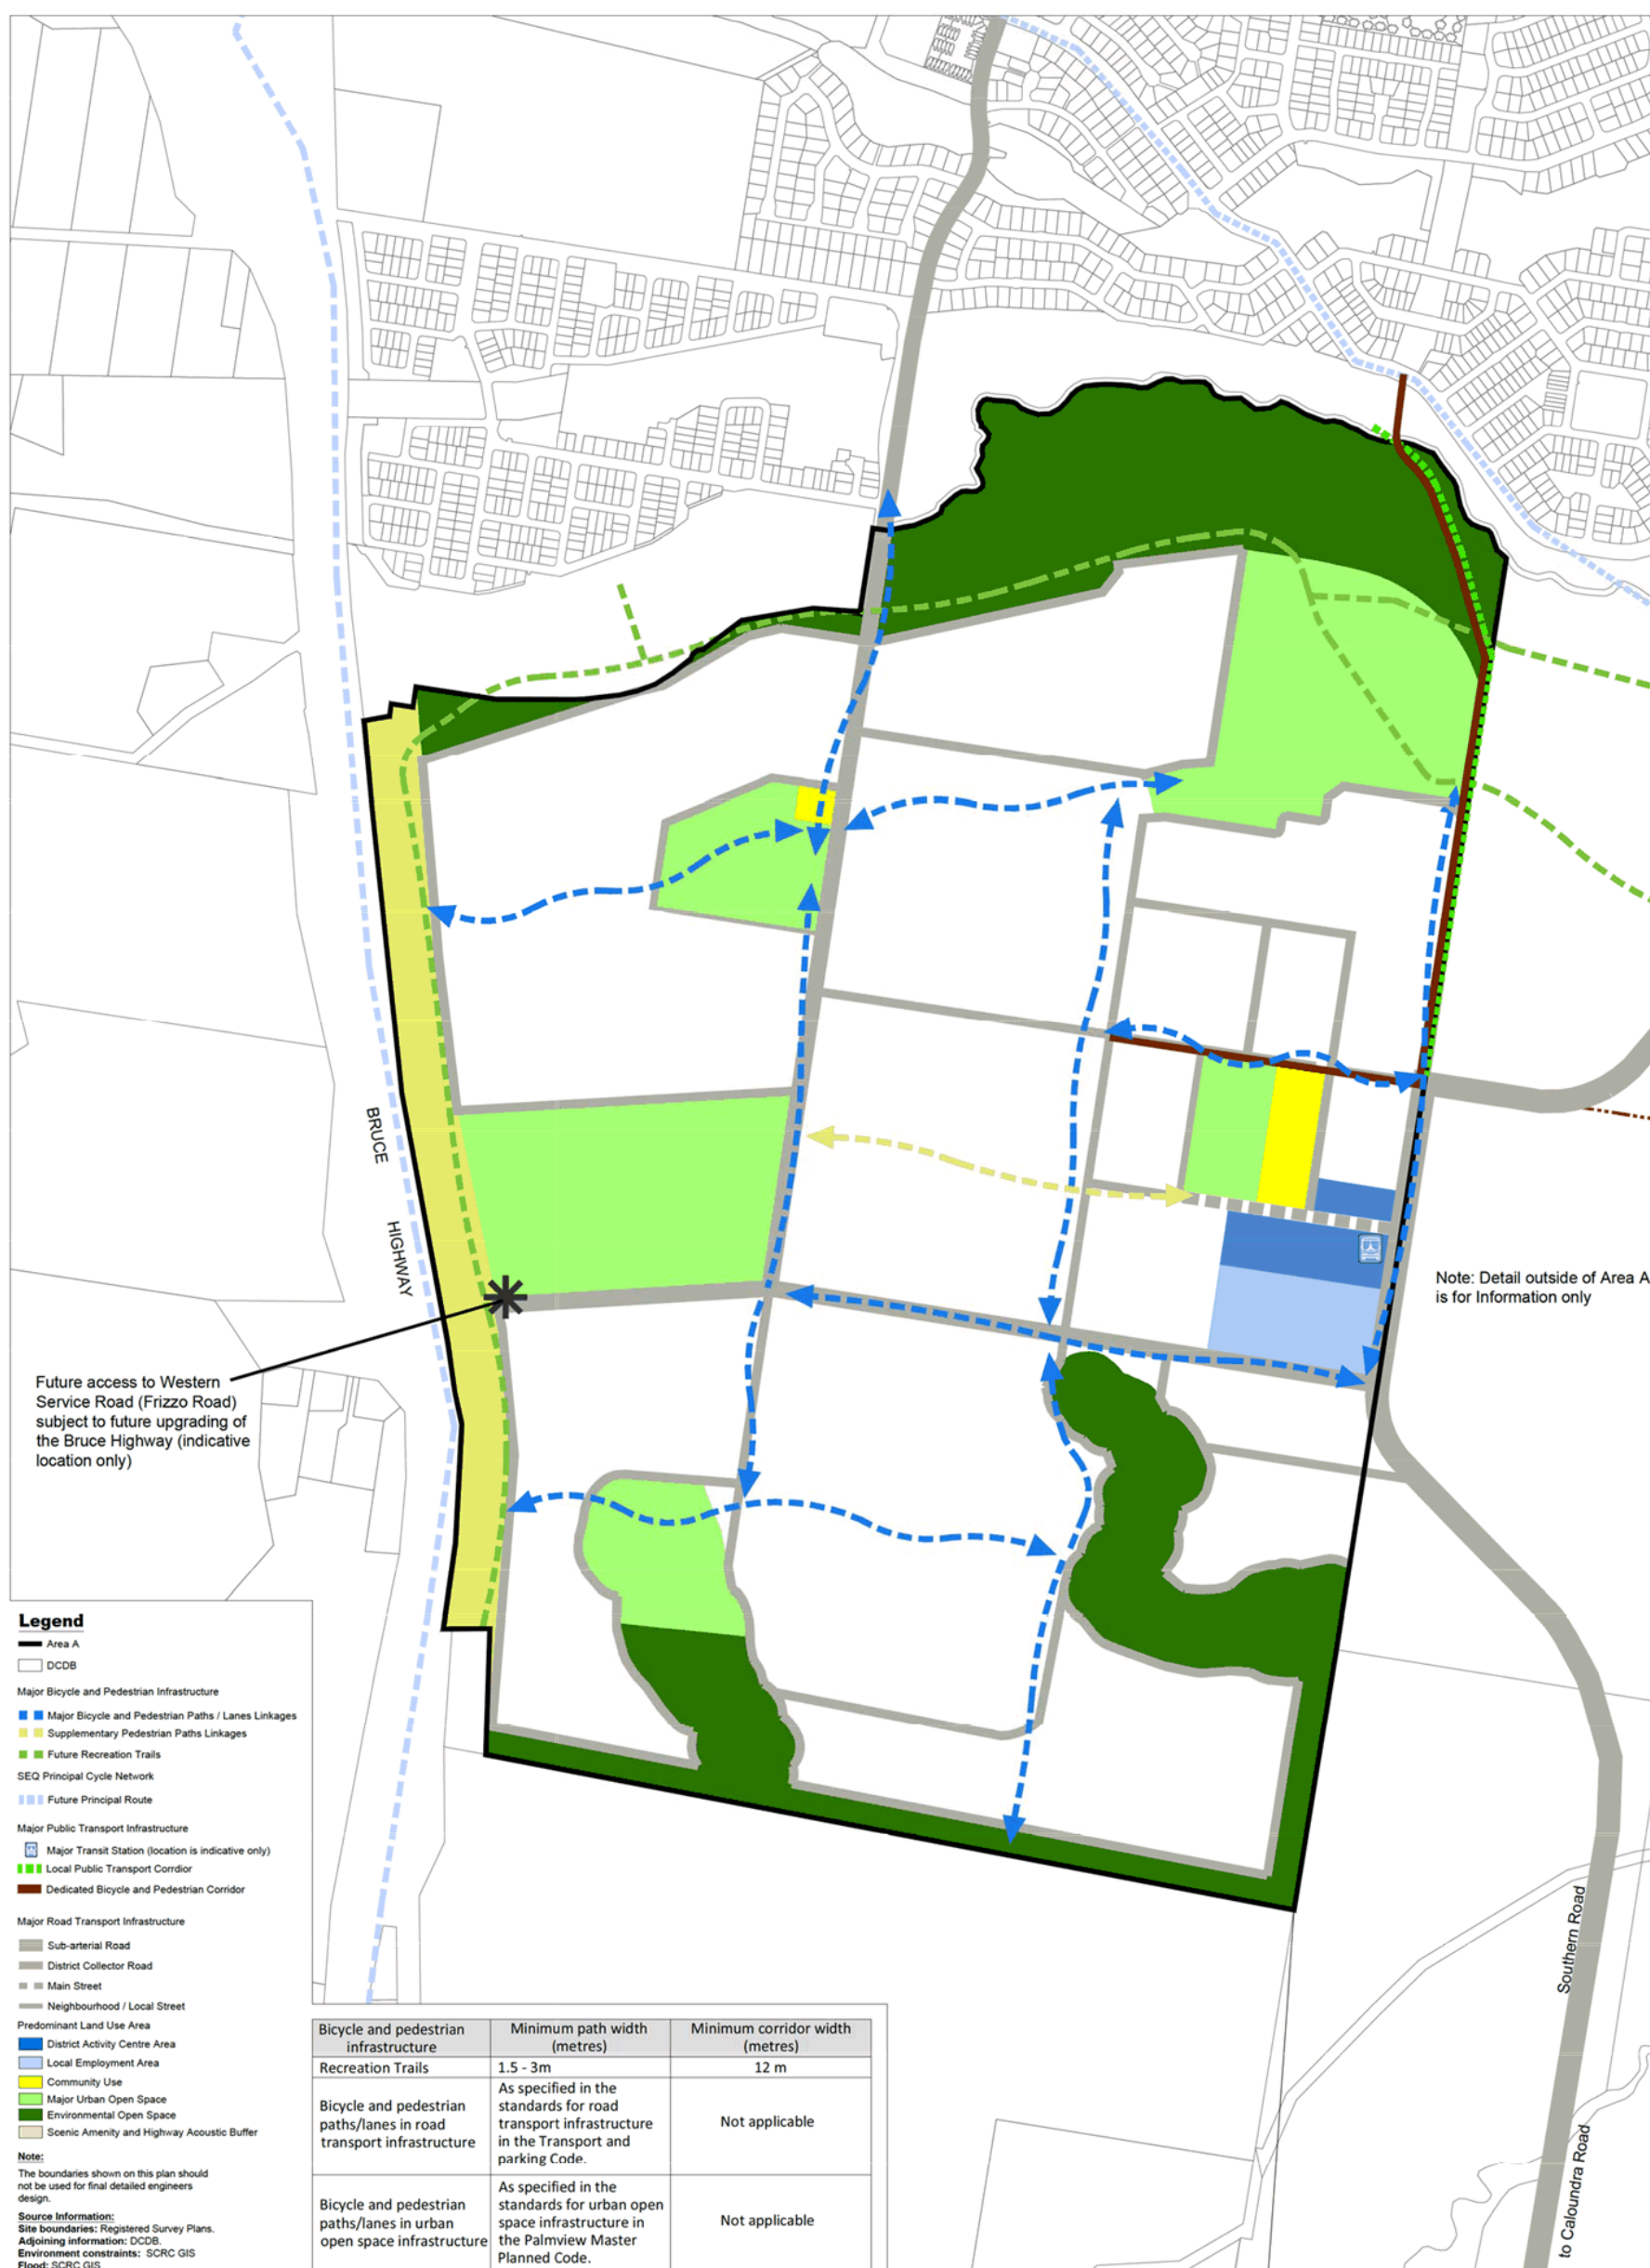 BRUCE
HIGHWAY
Note: Detail outside of Area A
is for Information only
Future access to Western
Service Road (Frizzo Road)
subject to future upgrading of
the Bruce Highway (indicative
location only)
Southern Road
to Caloundra Road
Legend
Area A
DCDB
Major Bicycle and Pedestrian Infrastructure
Major Bicycle and Pedestrian Paths / Lanes Linkages
Supplementary Pedestrian Paths Linkages
Future Recreation Trails
SEQ Principal Cycle Network
Future Principal Route
Major Public Transport Infrastructure
Major Transit Station (location is indicative only)
Local Public Transport Corrdior
Dedicated Bicycle and Pedestrian Corridor
Major Road Transport Infrastructure
Sub-arterial Road
District Collector Road
Main Street
Neighbourhood / Local Street
Predominant Land Use Area
District Activity Centre Area
Local Employment Area
Community Use
Major Urban Open Space
Environmental Open Space
Scenic Amenity and Highway Acoustic Buffer
Note:
The boundaries shown on this plan should
not be used for final detailed engineers
design.
Source Information:
Site boundaries: Registered Survey Plans.
Adjoining information: DCDB.
Environment constraints: SCRC GIS
Flood: SCRC GIS
Bicycle and pedestrian
infrastructure
Minimum path width
(metres)
Minimum corridor width
(metres)
Recreation Trails
1.5 - 3m
12 m
Bicycle and pedestrian
paths/lanes in road
transport infrastructure
As specified in the
standards for road
transport infrastructure
in the Transport and
parking Code.
Not applicable
Bicycle and pedestrian
paths/lanes in urban
open space infrastructure
As specified in the
standards for urban open
space infrastructure in
the Palmview Master
Planned Code.
Not applicable